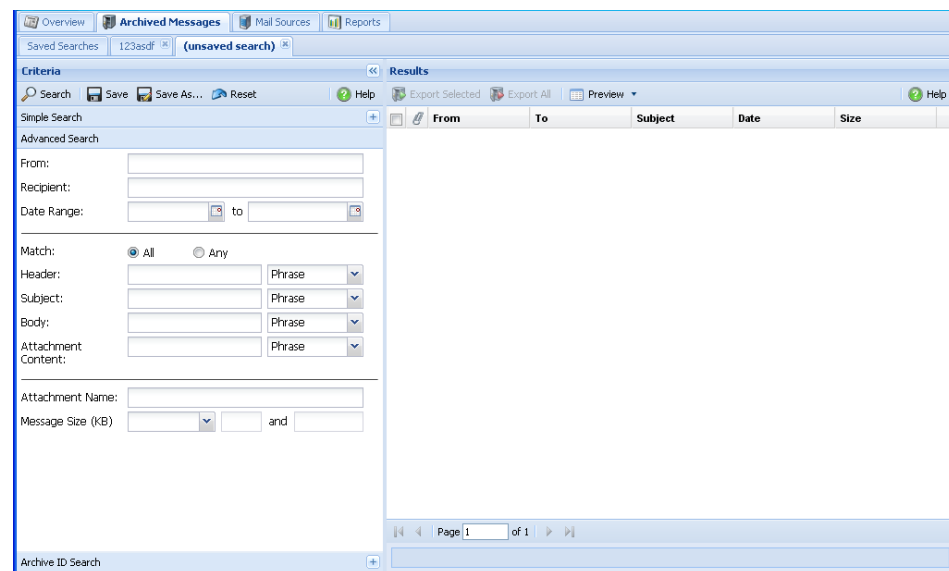 Overview Archived Messages Mail Sources Reports
Saved Searches 123asdf (unsaved search)
Criteria
Search Save Save As... Reset Help
Simple Search
Advanced Search
From:
Recipient:
Date Range: to
Match: All Any
Header: Phrase
Subject: Phrase
Body: Phrase
Attachment Content: Phrase
Attachment Name:
Message Size (KB) and
Archive ID Search
Results
Export Selected Export All Preview Help
From To Subject Date Size
Page 1 of 1